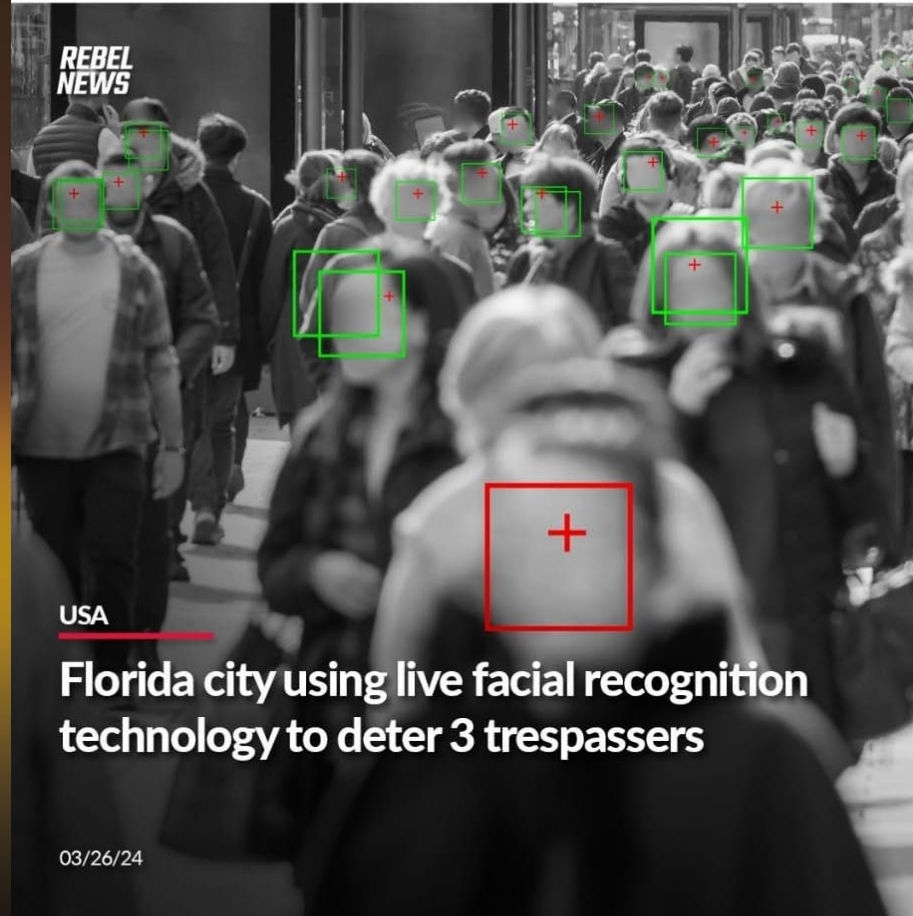 REBEL
NEWS
USA
Florida city using live facial recognition
technology to deter 3 trespassers
03/26/24